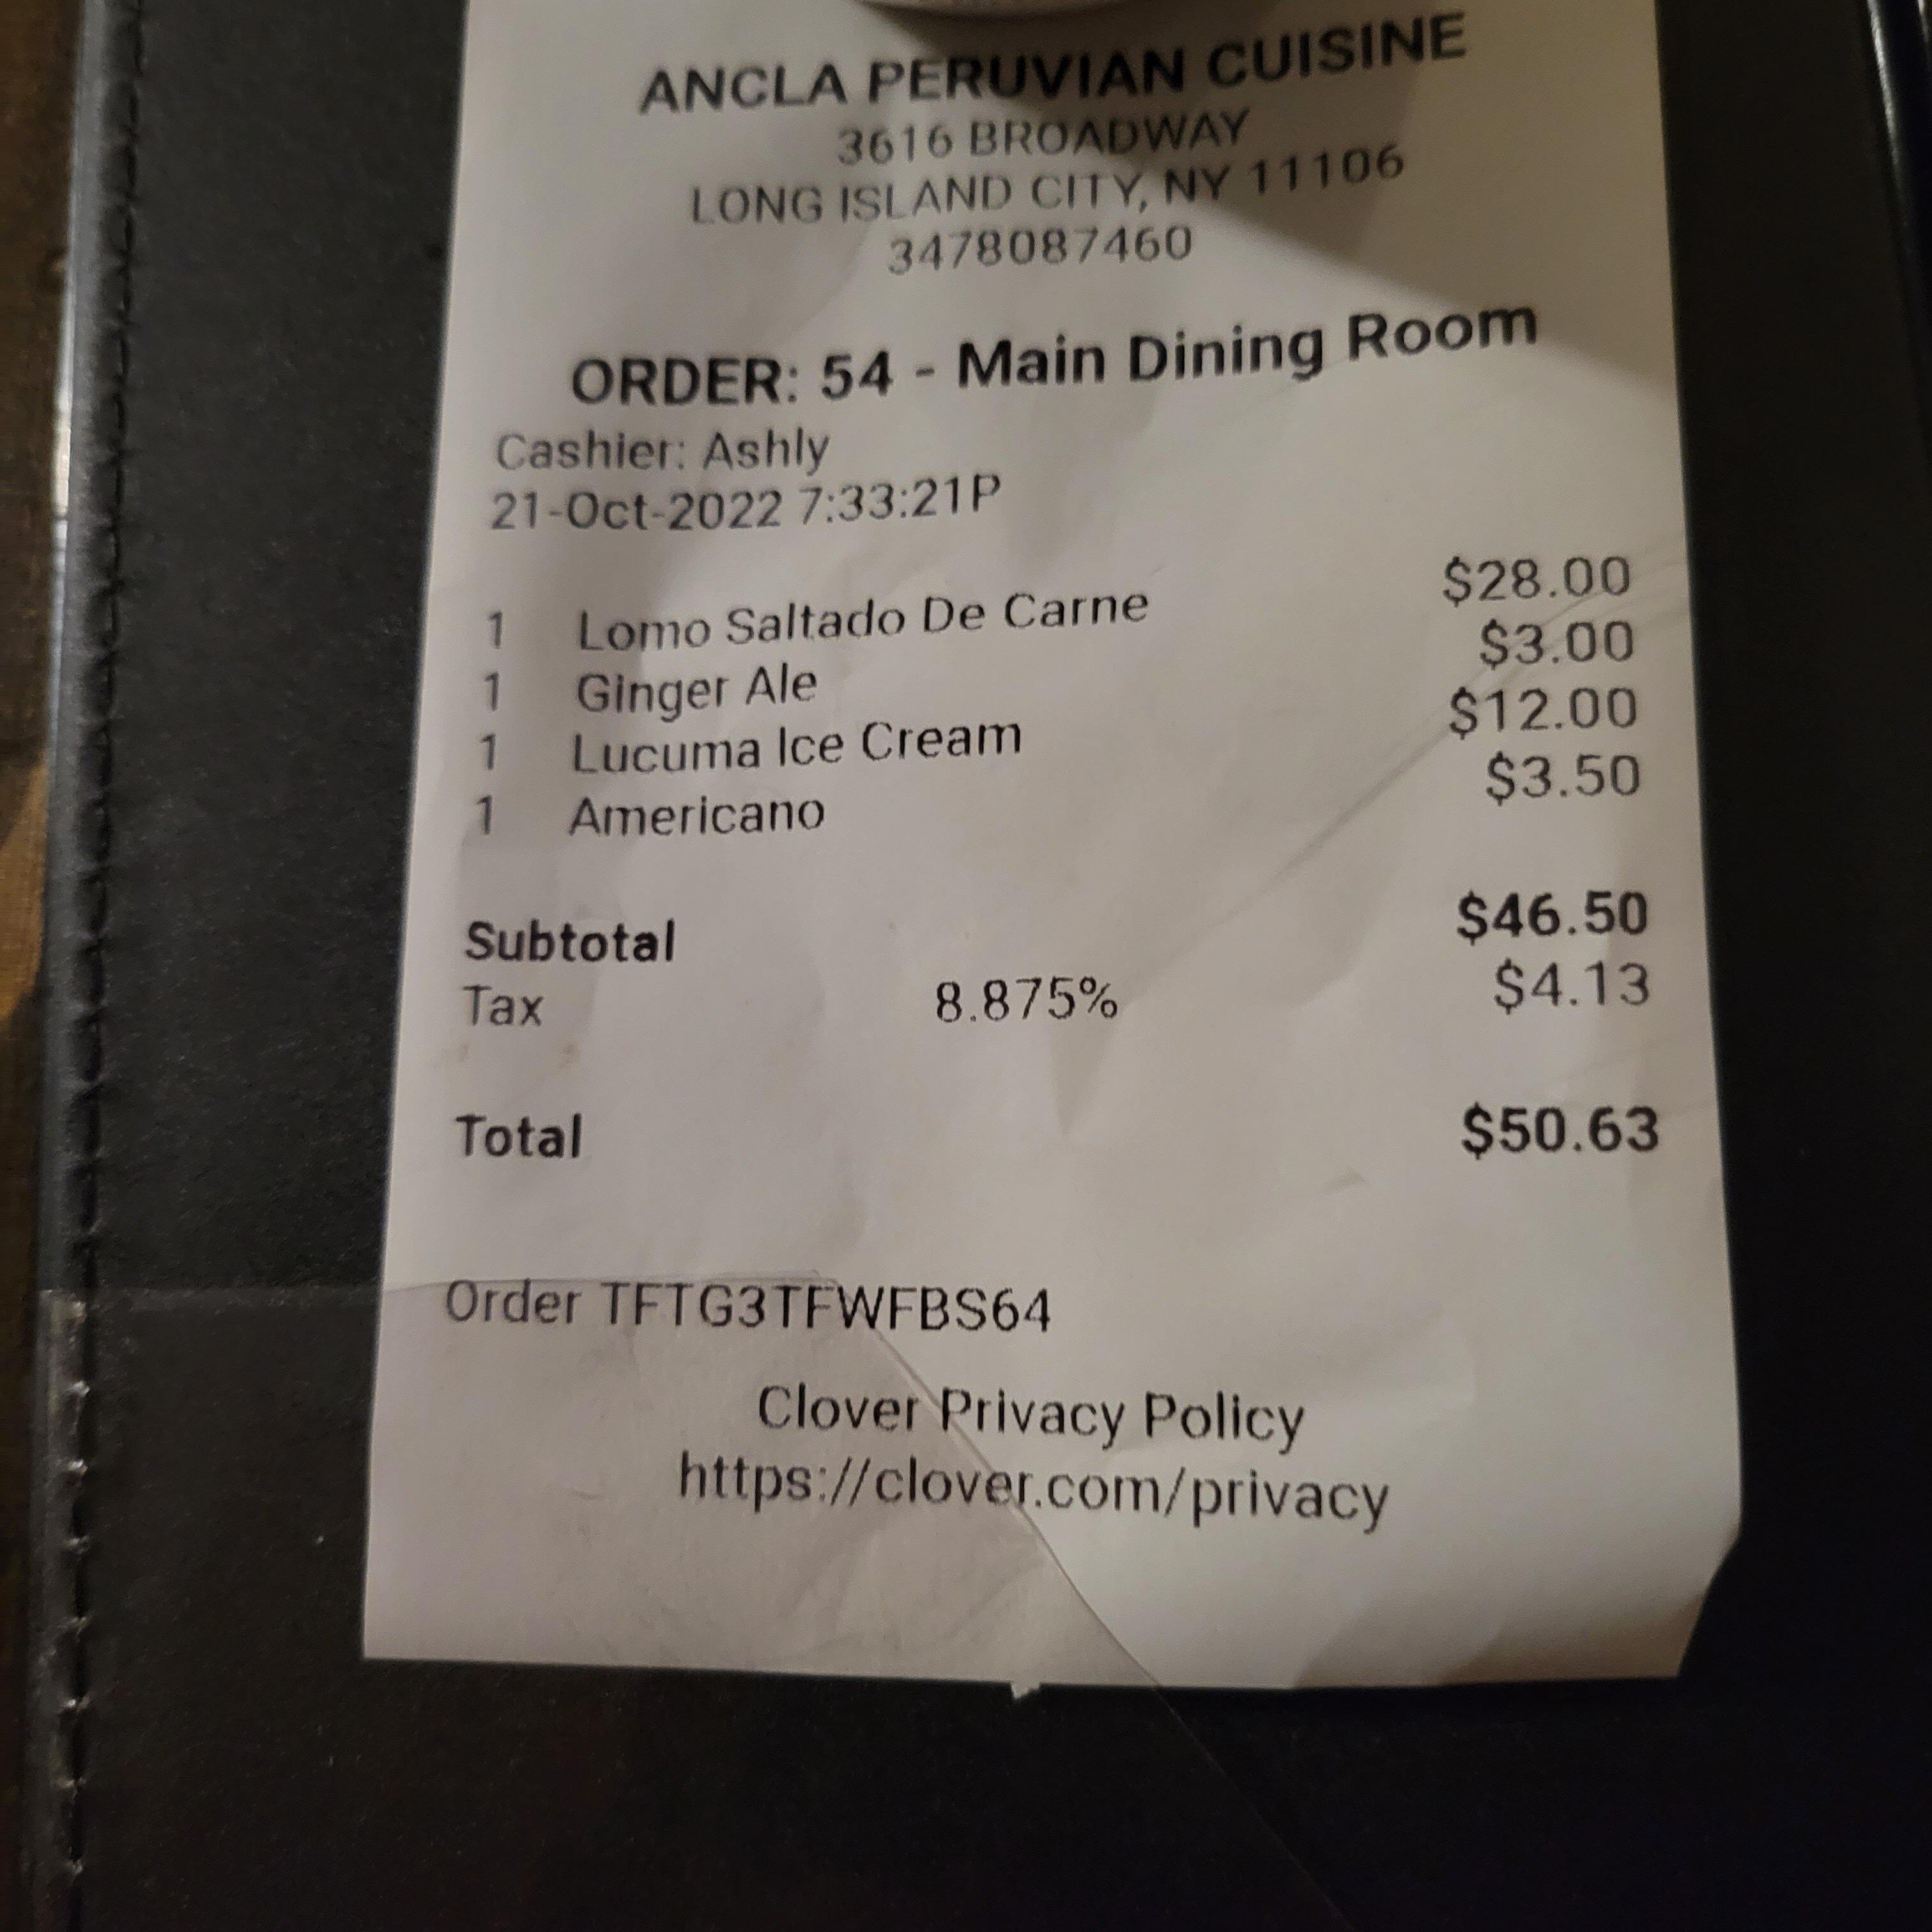 ANCLA PERUVIAN CUISINE
3616 BROADWAY
LONG ISLAND CITY, NY 11106
3478087460
ORDER: 54 - Main Dining Room
Cashier: Ashly
21-Oct-2022 7:33:21P
1 Lomo Saltado De Carne $28.00
1 Ginger Ale $3.00
1 Lucuma Ice Cream $12.00
1 Americano $3.50
Subtotal $46.50
Tax 8.875% $4.13
Total $50.63
Order TFTG3TFWFBS64
Clover Privacy Policy
https://clover.com/privacy